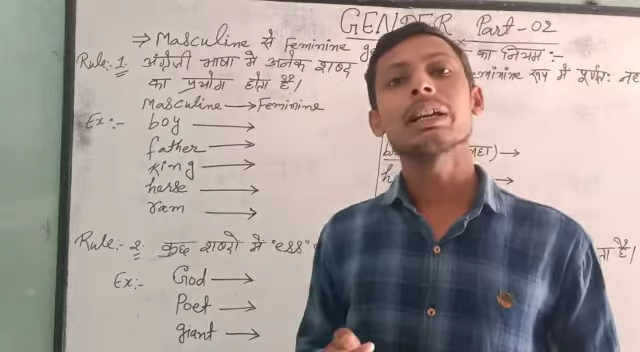 GENDER Part-02
⇒ Masculine से Feminine का नियम :-
Rule:-1: अंग्रेजी भाषा में अनेक शब्द रूप में पूर्णतः
का प्रयोग होता है।
Masculine → Feminine
Ex:- boy →
father →
king →
horse →
ram →
Rule:-2: कुछ शब्दों में "ess" है।
Ex:- God →
Poet →
giant →